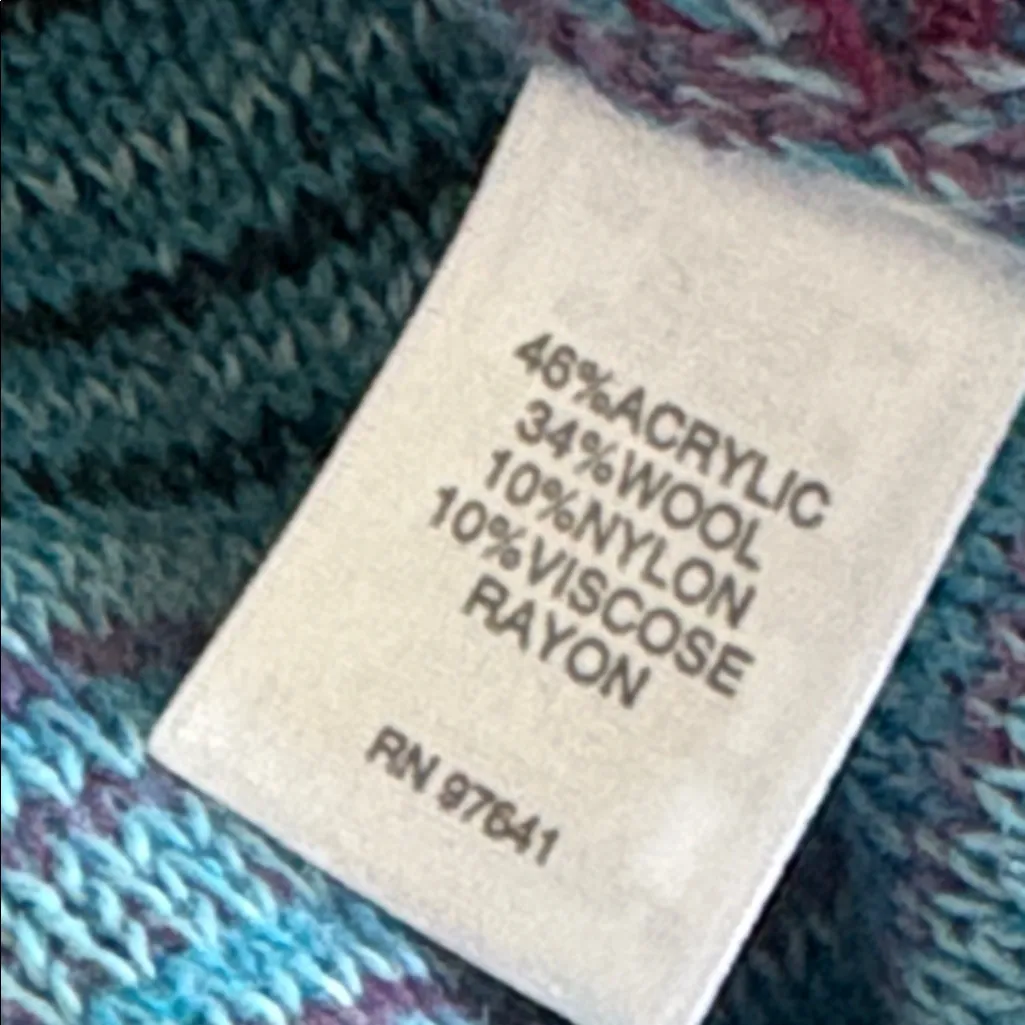 46%ACRYLIC
34%WOOL
10%NYLON
10%VISCOSE
RAYON
RN 97641